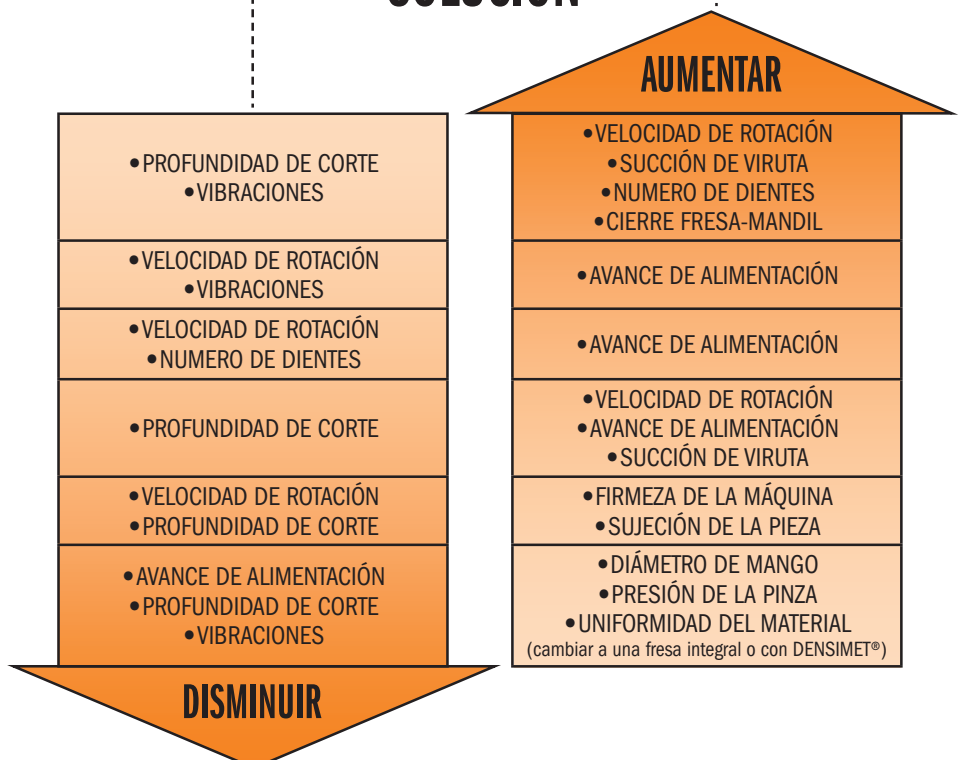 SOLUCIÓN
AUMENTAR
•PROFUNDIDAD DE CORTE
•VIBRACIONES
•VELOCIDAD DE ROTACIÓN
•VIBRACIONES
•VELOCIDAD DE ROTACIÓN
•NUMERO DE DIENTES
•PROFUNDIDAD DE CORTE
•VELOCIDAD DE ROTACIÓN
•PROFUNDIDAD DE CORTE
•AVANCE DE ALIMENTACIÓN
•PROFUNDIDAD DE CORTE
•VIBRACIONES
DISMINUIR
•VELOCIDAD DE ROTACIÓN
•SUCCIÓN DE VIRUTA
•NUMERO DE DIENTES
•CIERRE FRESA-MANDIL
•AVANCE DE ALIMENTACIÓN
•AVANCE DE ALIMENTACIÓN
•VELOCIDAD DE ROTACIÓN
•AVANCE DE ALIMENTACIÓN
•SUCCIÓN DE VIRUTA
•FIRMEZA DE LA MÁQUINA
•SUJECIÓN DE LA PIEZA
•DIÁMETRO DE MANGO
•PRESIÓN DE LA PINZA
•UNIFORMIDAD DEL MATERIAL
(cambiar a una fresa integral o con DENSIMET®)